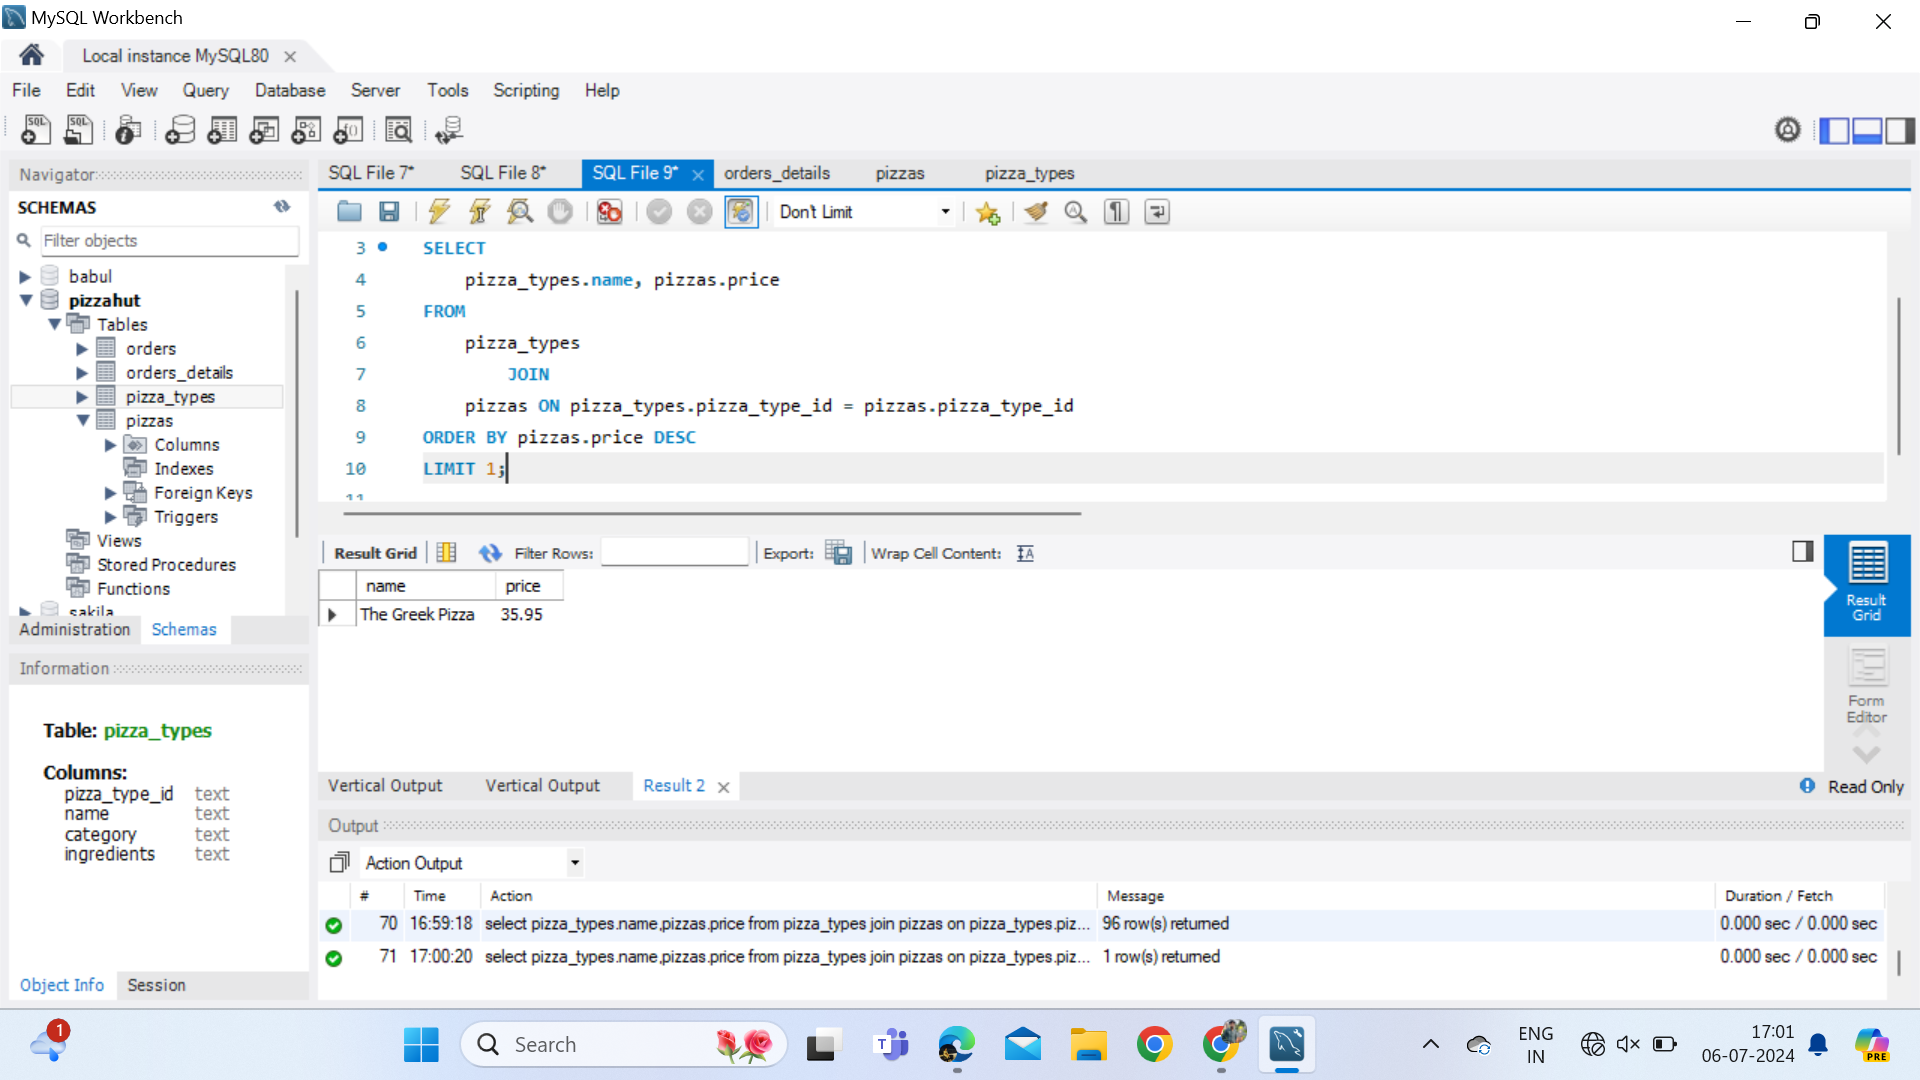 MySQL Workbench
Local instance MySQL80
File Edit View Query Database Server Tools Scripting Help
SQL SQL
Navigator
SCHEMAS
Filter objects
babul
pizzahut
Tables
orders
orders_details
pizza_types
pizzas
Columns
Indexes
Foreign Keys
Triggers
Views
Stored Procedures
Functions
sakila
Administration Schemas
Information
Table: pizza_types
Columns:
pizza_type_id text
name text
category text
ingredients text
Object Info Session
SQL File 7* SQL File 8* SQL File 9* orders_details pizzas pizza_types
Don't Limit
3 SELECT
4 pizza_types.name, pizzas.price
5 FROM
6 pizza_types
7 JOIN
8 pizzas ON pizza_types.pizza_type_id = pizzas.pizza_type_id
9 ORDER BY pizzas.price DESC
10 LIMIT 1;
11
Result Grid Filter Rows: Export: Wrap Cell Content:
name price
The Greek Pizza 35.95
Result
Grid
Form
Editor
Vertical Output Vertical Output Result 2 Read Only
Output
Action Output
# Time Action Message Duration / Fetch
70 16:59:18 select pizza_types.name,pizzas.price from pizza_types join pizzas on pizza_types.piz... 96 row(s) returned 0.000 sec / 0.000 sec
71 17:00:20 select pizza_types.name,pizzas.price from pizza_types join pizzas on pizza_types.piz... 1 row(s) returned 0.000 sec / 0.000 sec
1
Search
T
ENG
IN
17:01
06-07-2024
PRE